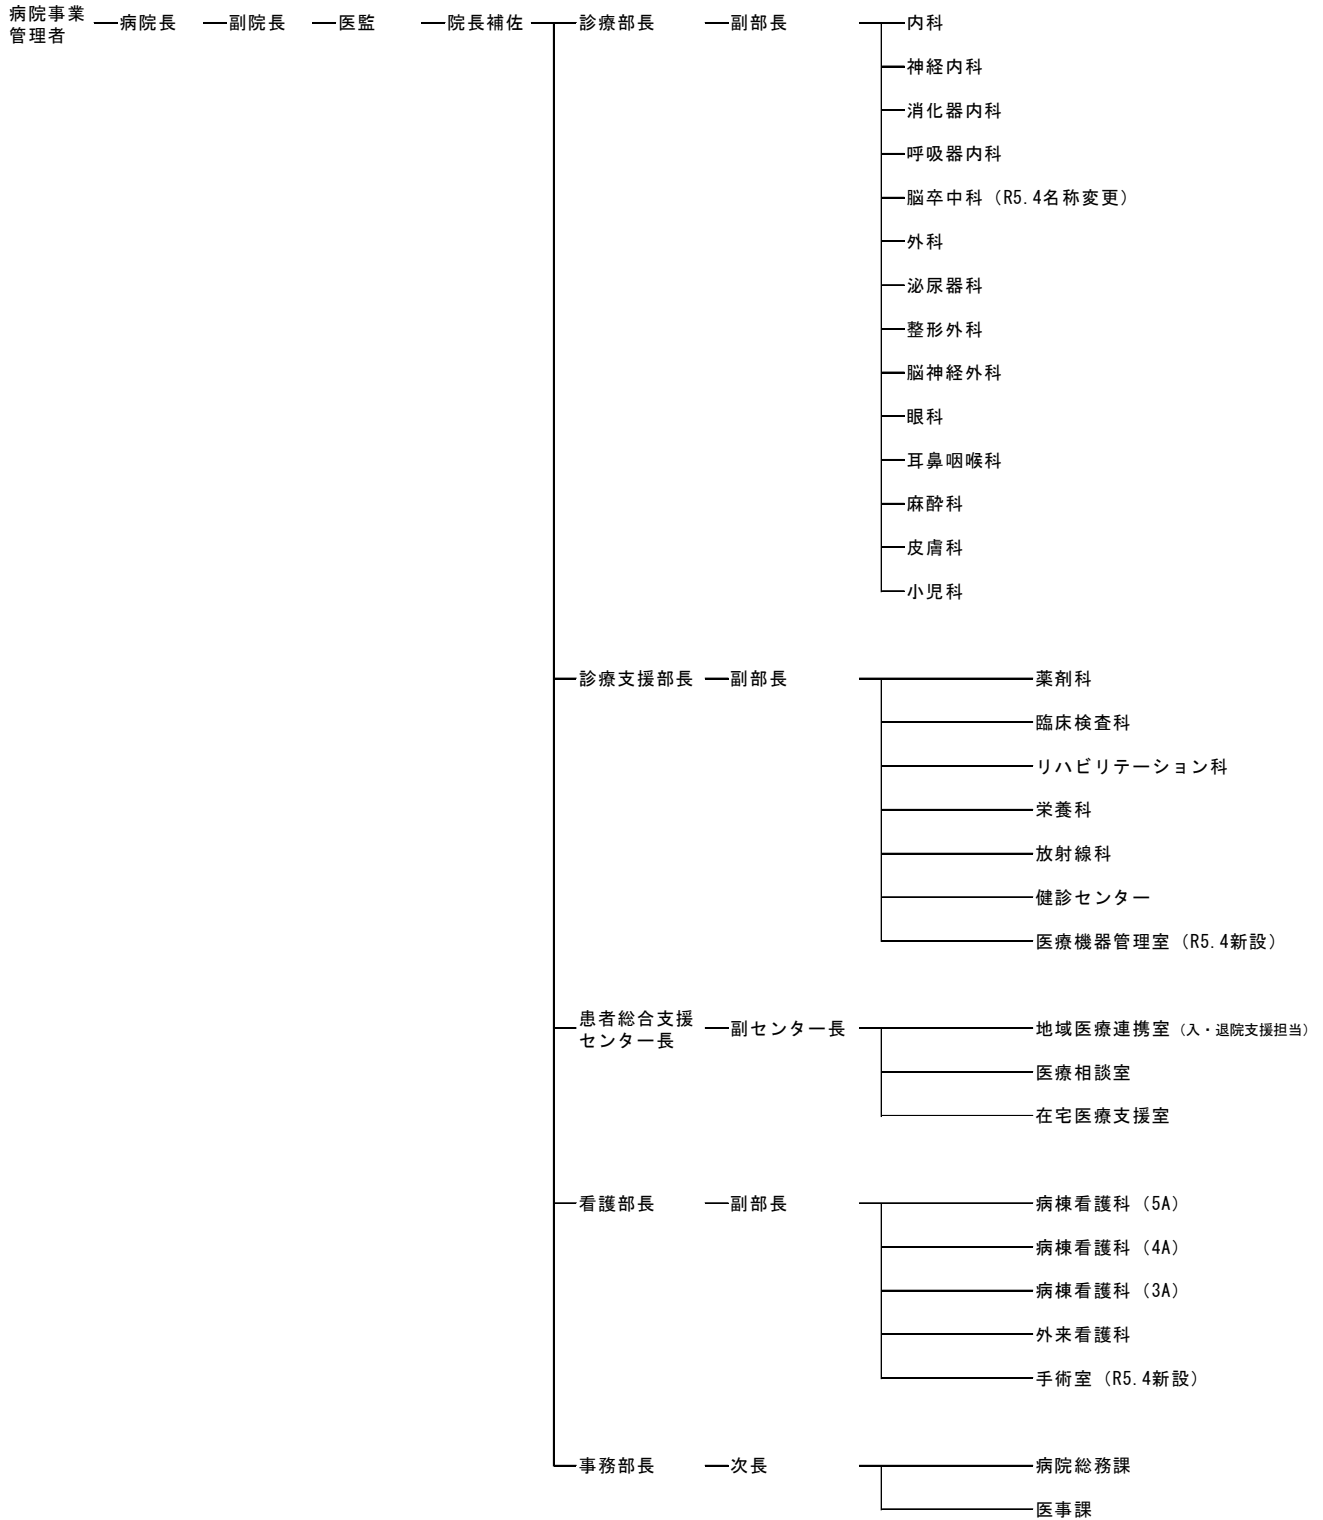 病院事業
管理者
病院長
副院長
医監
院長補佐
診療部長
副部長
内科
神経内科
消化器内科
呼吸器内科
脳卒中科（R5.4名称変更）
外科
泌尿器科
整形外科
脳神経外科
眼科
耳鼻咽喉科
麻酔科
皮膚科
小児科
診療支援部長
副部長
薬剤科
臨床検査科
リハビリテーション科
栄養科
放射線科
健診センター
医療機器管理室（R5.4新設）
患者総合支援
センター長
副センター長
地域医療連携室（入・退院支援担当）
医療相談室
在宅医療支援室
看護部長
副部長
病棟看護科（5A）
病棟看護科（4A）
病棟看護科（3A）
外来看護科
手術室（R5.4新設）
事務部長
次長
病院総務課
医事課